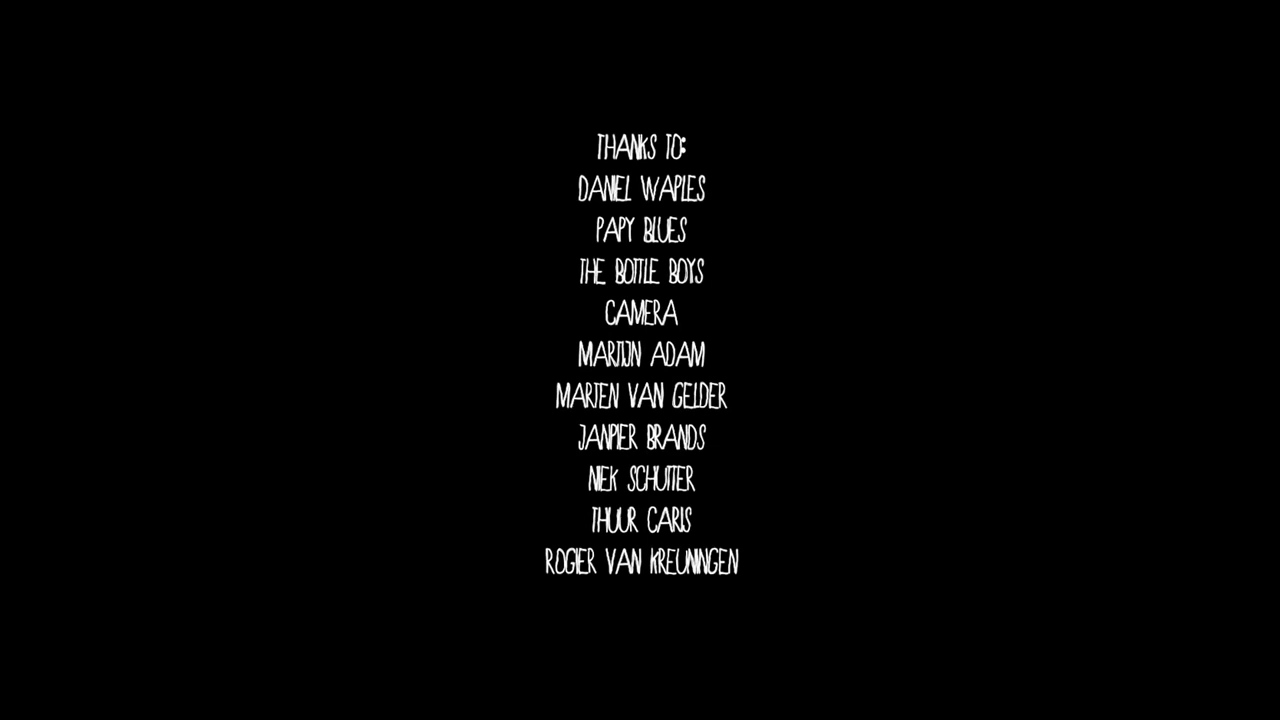 THANKS TO:
DANIEL WAPLES
PAPY BLUES
THE BOTTLE BOYS
CAMERA
MARTIJN ADAM
MARTEN VAN GELDER
JANPIER BRANDS
NIEK SCHUTTER
THUUR CARIS
ROGIER VAN KREUNINGEN